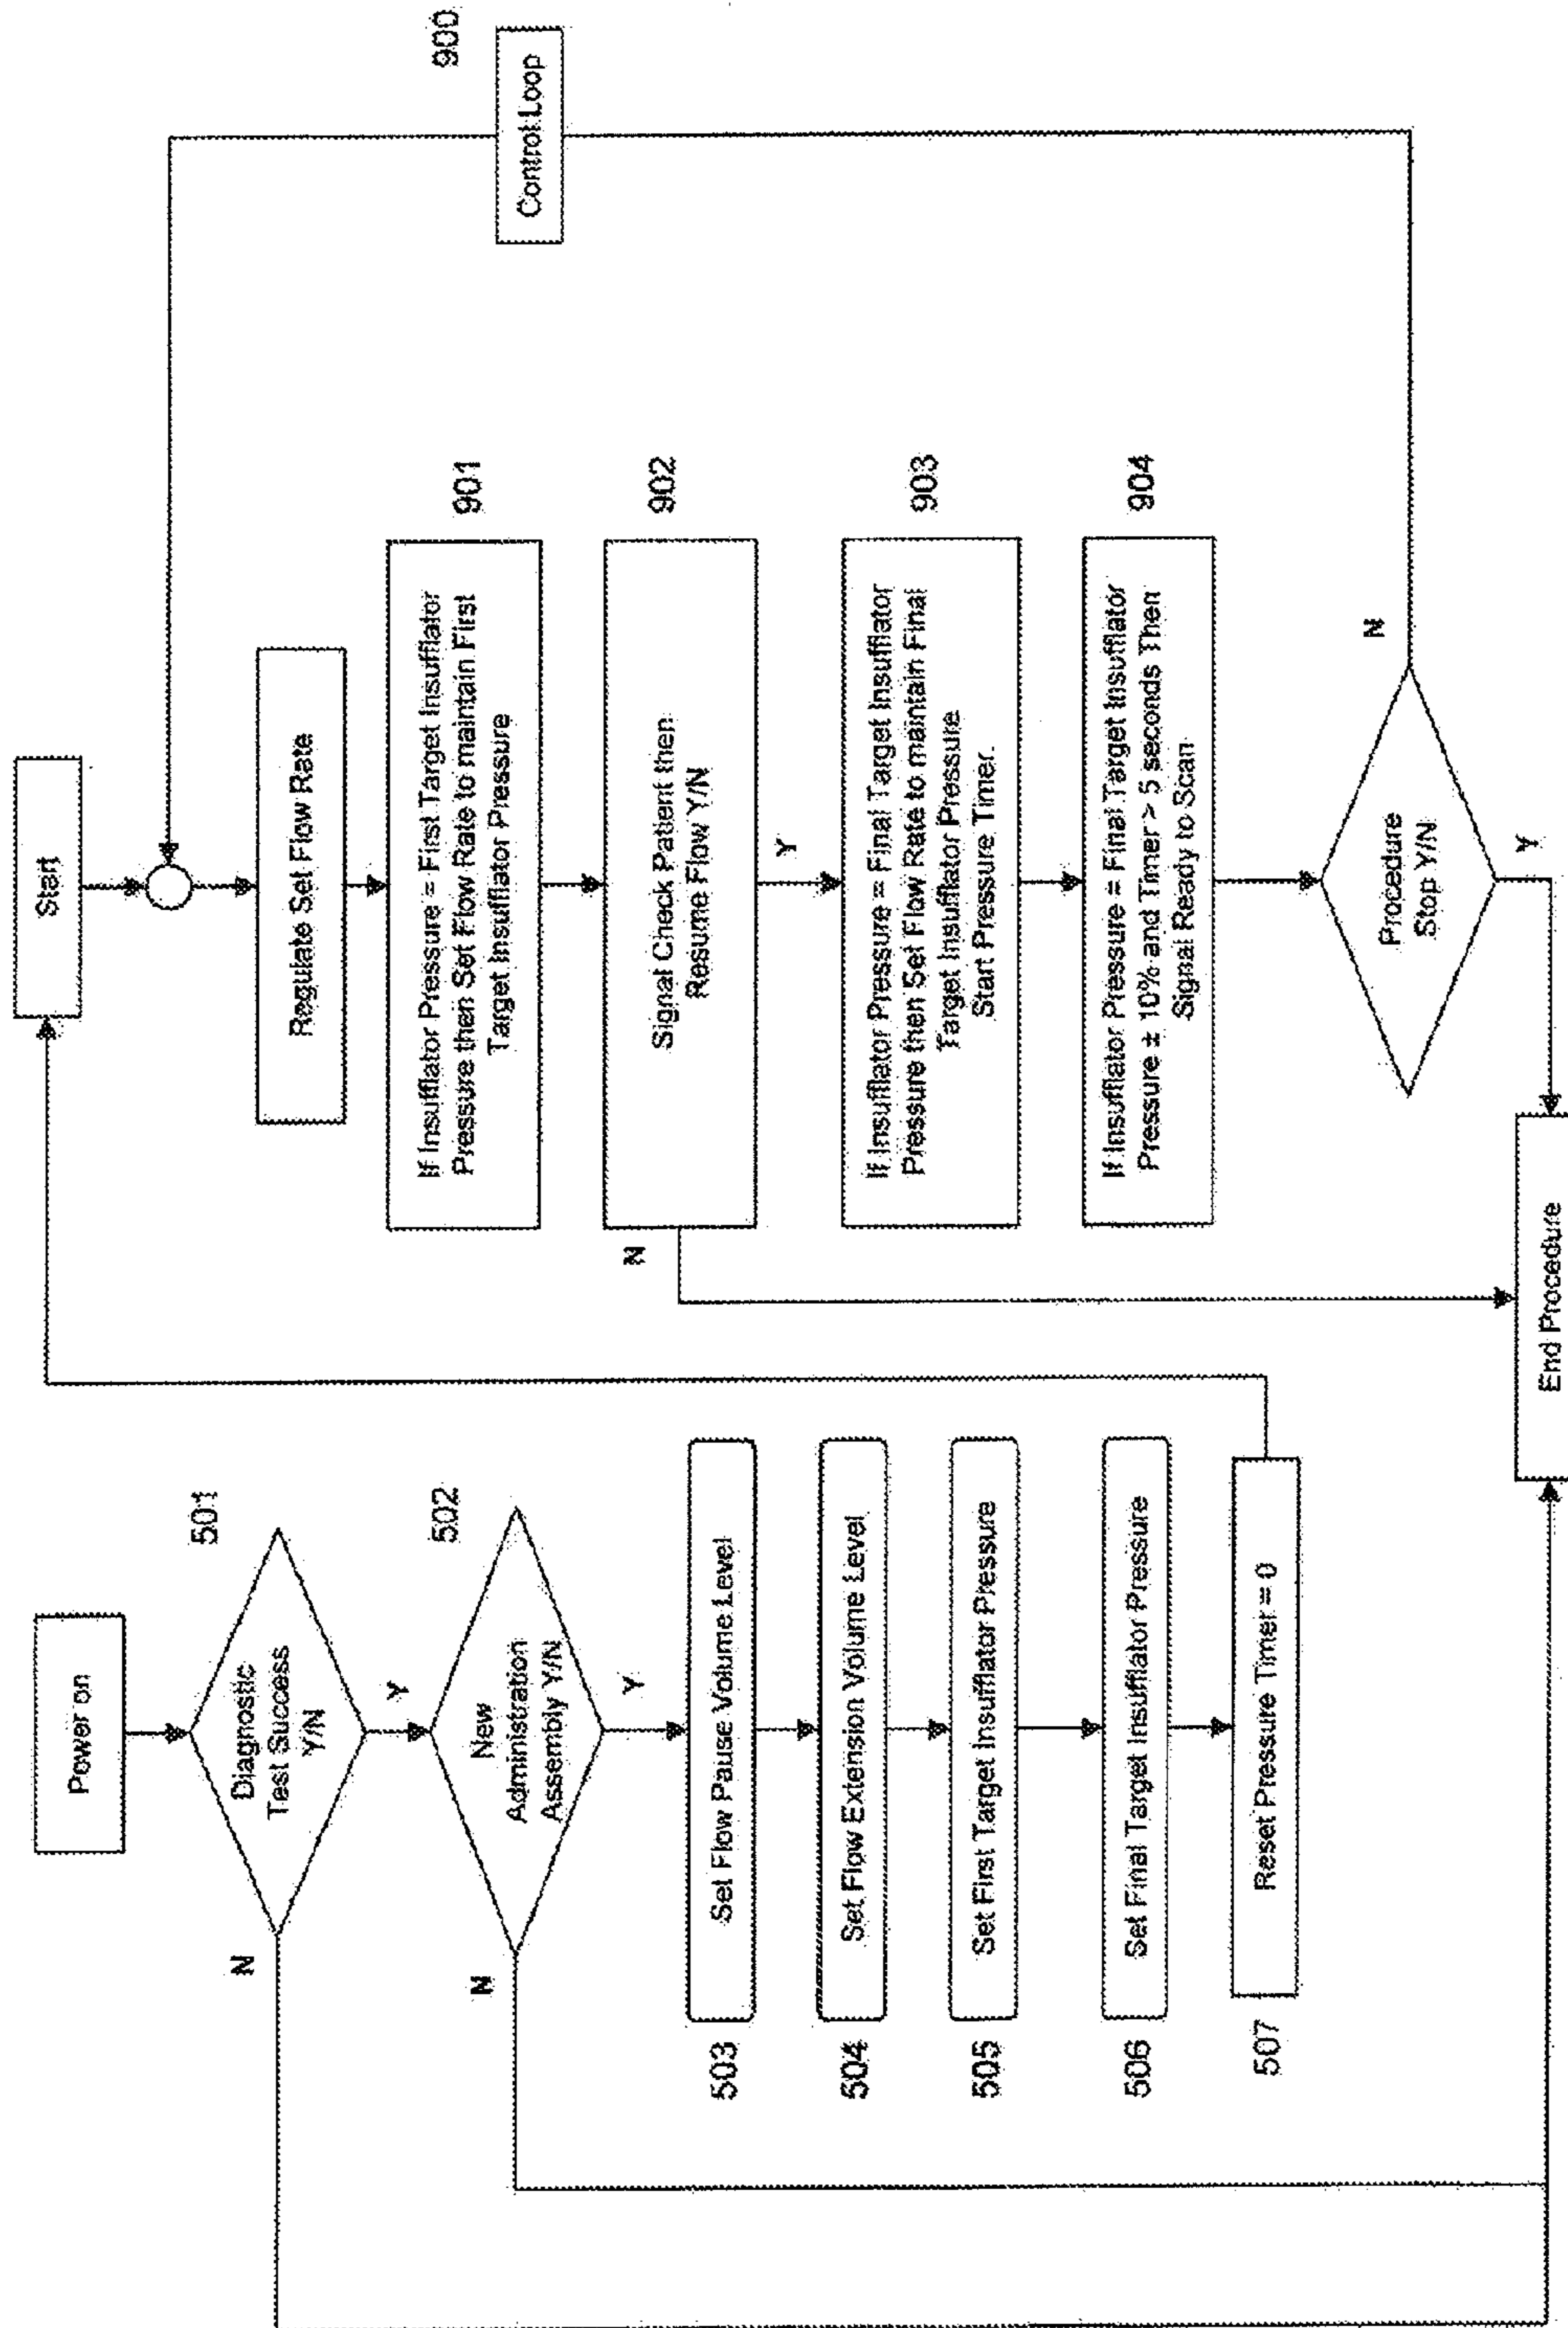 Power on
501
Diagnostic
Test Success
Y/N
N
Y
502
New
Administration
Assembly Y/N
N
Y
503
Set Flow Pause Volume Level
504
Set Flow Extension Volume Level
505
Set First Target Insufflator Pressure
506
Set Final Target Insufflator Pressure
507
Reset Pressure Timer = 0
Start
900
Control Loop
Regulate Set Flow Rate
901
If Insufflator Pressure = First Target Insufflator
Pressure then Set Flow Rate to maintain First
Target Insufflator Pressure
902
Signal Check Patient then
Resume Flow Y/N
N
Y
903
If Insufflator Pressure = Final Target Insufflator
Pressure then Set Flow Rate to maintain Final
Target Insufflator Pressure
Start Pressure Timer.
904
If Insufflator Pressure = Final Target Insufflator
Pressure ± 10% and Timer > 5 seconds Then
Signal Ready to Scan
Procedure
Stop Y/N
N
Y
End Procedure